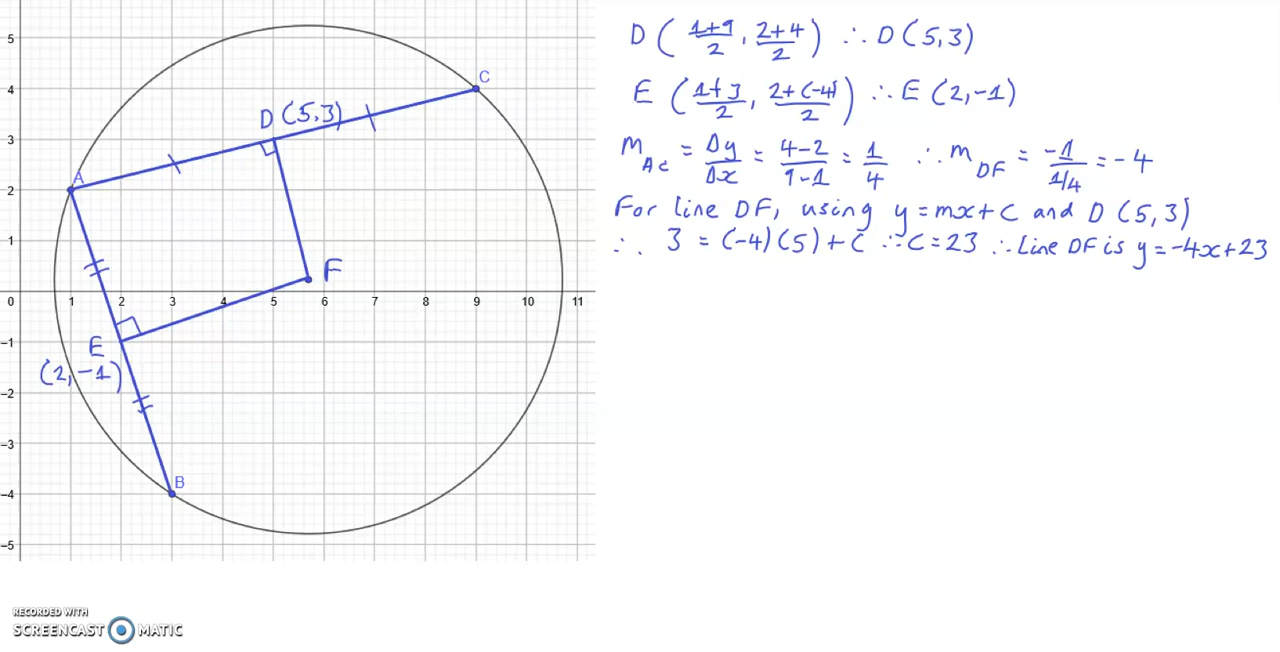 D ( 1+9/2 , 2+4/2 ) ∴ D (5,3)
E ( 1+3/2 , 2+(-4)/2 ) ∴ E (2,-1)
m AC = Δy/Δx = 4-2/9-1 = 1/4 ∴ m DF = -1/1/4 = -4
For line DF, using y=mx+C and D (5,3)
∴ 3 = (-4)(5)+C ∴ C=23 ∴ Line DF is y=-4x+23
C
D (5,3)
A
F
E
(2,-1)
B
5
4
3
2
1
0 1 2 3 4 5 6 7 8 9 10 11
-1
-2
-3
-4
-5
RECORDED WITH
SCREENCAST MATIC